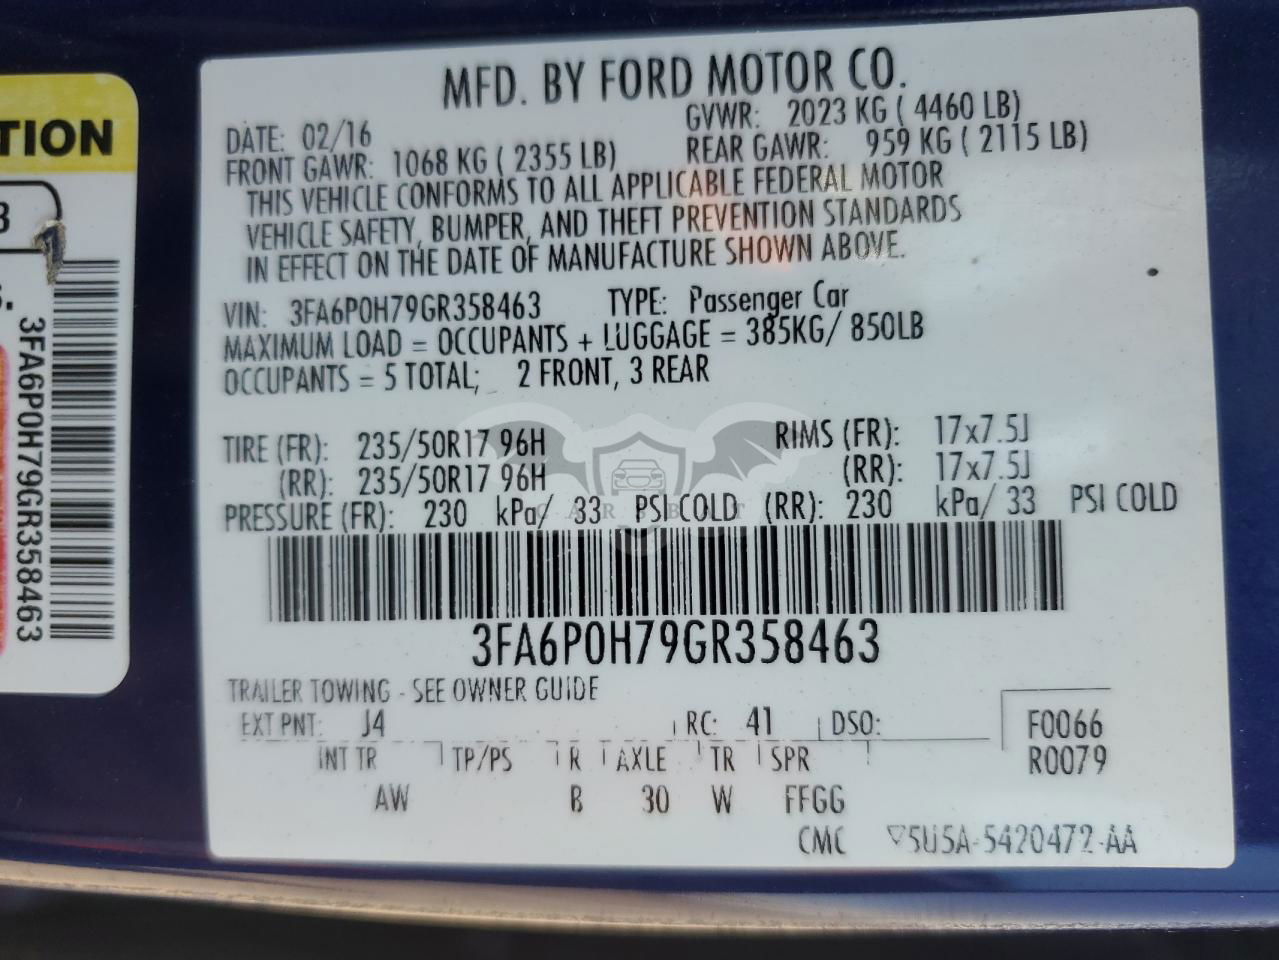 TION
3
3FA6P0H79GR358463
MFD. BY FORD MOTOR CO.
DATE: 02/16 GVWR: 2023 KG ( 4460 LB)
FRONT GAWR: 1068 KG ( 2355 LB) REAR GAWR: 959 KG ( 2115 LB)
THIS VEHICLE CONFORMS TO ALL APPLICABLE FEDERAL MOTOR
VEHICLE SAFETY, BUMPER, AND THEFT PREVENTION STANDARDS
IN EFFECT ON THE DATE OF MANUFACTURE SHOWN ABOVE.
VIN: 3FA6P0H79GR358463 TYPE: Passenger Car
MAXIMUM LOAD = OCCUPANTS + LUGGAGE = 385KG/ 850LB
OCCUPANTS = 5 TOTAL; 2 FRONT, 3 REAR
TIRE (FR): 235/50R17 96H RIMS (FR): 17x7.5J
(RR): 235/50R17 96H (RR): 17x7.5J
PRESSURE (FR): 230 kPa/ 33 PSI COLD (RR): 230 kPa/ 33 PSI COLD
CAR BAT
3FA6P0H79GR358463
TRAILER TOWING - SEE OWNER GUIDE
EXT PNT: J4 RC: 41 DSO: F0066
INT TR TP/PS R AXLE TR SPR R0079
AW B 30 W FFGG
CMC 5U5A-5420472-AA